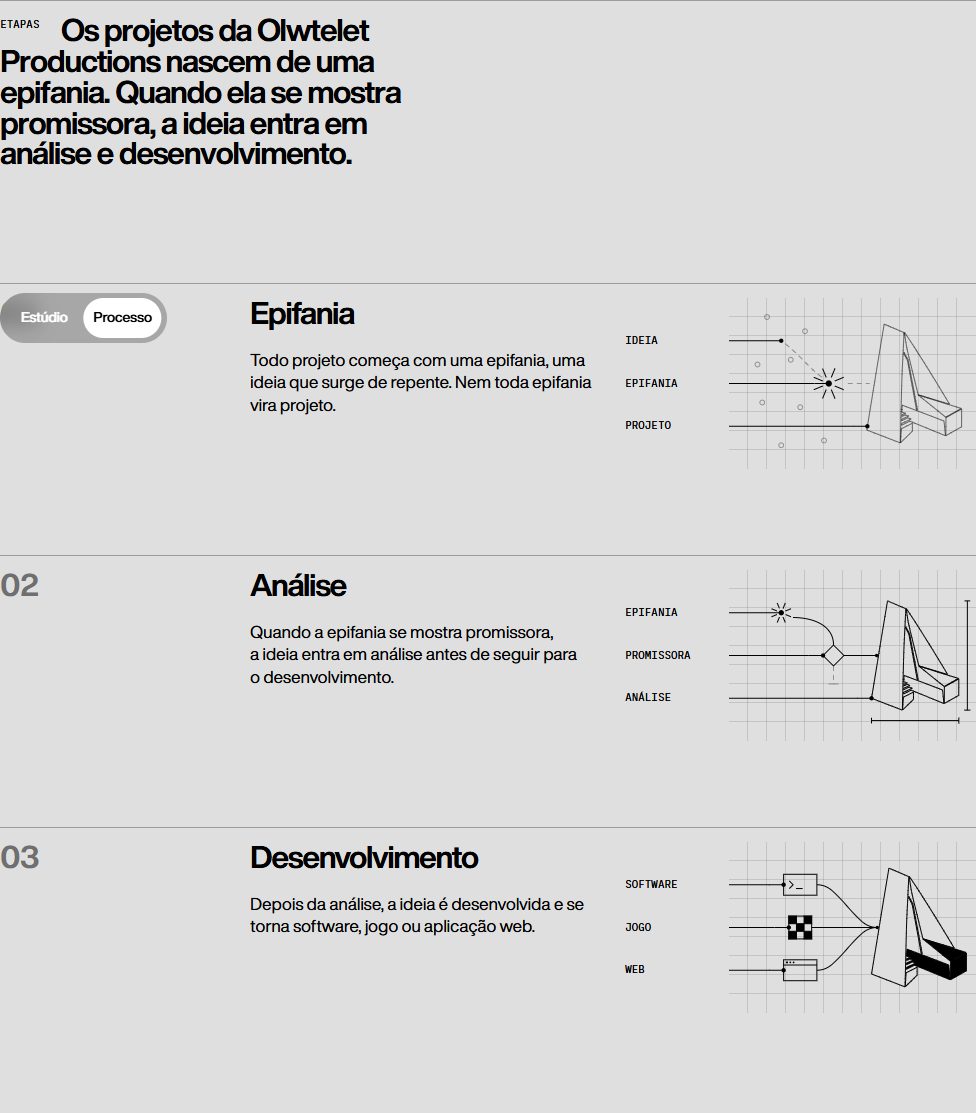 ETAPAS Os projetos da Olwtelet
Productions nascem de uma
epifania. Quando ela se mostra
promissora, a ideia entra em
análise e desenvolvimento.
Estúdio Processo
Epifania
Todo projeto começa com uma epifania, uma
ideia que surge de repente. Nem toda epifania
vira projeto.
IDEIA
EPIFANIA
PROJETO
02
Análise
Quando a epifania se mostra promissora,
a ideia entra em análise antes de seguir para
o desenvolvimento.
EPIFANIA
PROMISSORA
ANÁLISE
03
Desenvolvimento
Depois da análise, a ideia é desenvolvida e se
torna software, jogo ou aplicação web.
SOFTWARE
JOGO
WEB